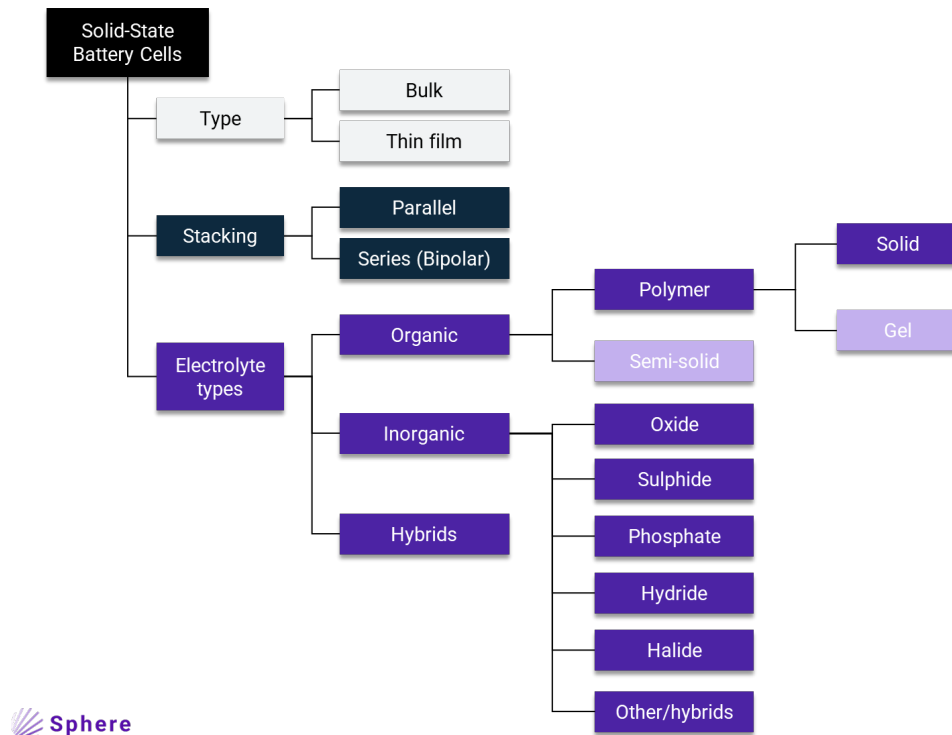 Solid-State
Battery Cells
Type
Bulk
Thin film
Stacking
Parallel
Series (Bipolar)
Electrolyte
types
Organic
Polymer
Solid
Gel
Semi-solid
Inorganic
Oxide
Sulphide
Phosphate
Hydride
Halide
Other/hybrids
Hybrids
Sphere